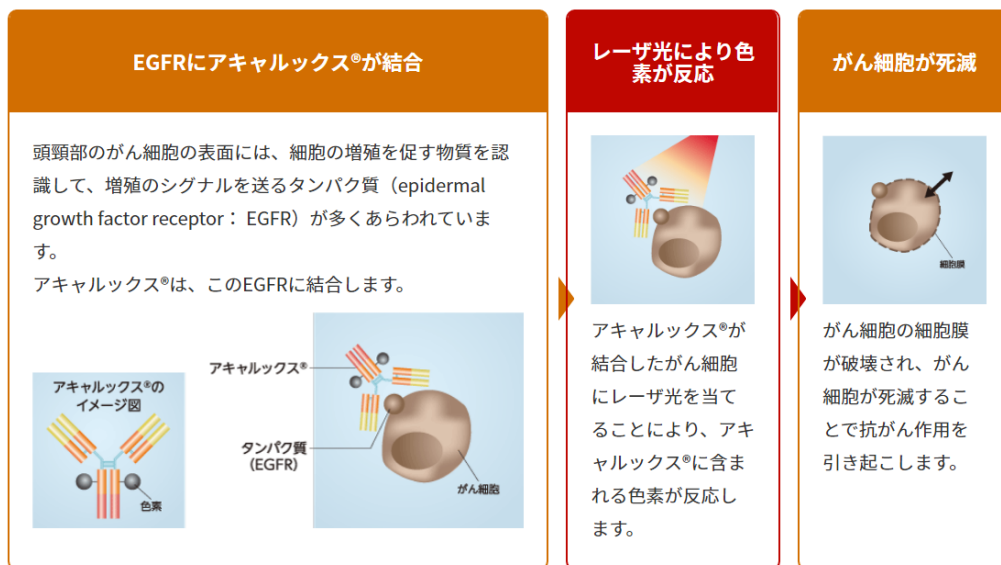 EGFRにアキャルックス®が結合
頭頸部のがん細胞の表面には、細胞の増殖を促す物質を認
識して、増殖のシグナルを送るタンパク質（epidermal
growth factor receptor： EGFR）が多くあらわれていま
す。
アキャルックス®は、このEGFRに結合します。
アキャルックス®の
イメージ図
色素
アキャルックス®
タンパク質
(EGFR)
がん細胞
レーザ光により色
素が反応
アキャルックス®が
結合したがん細胞
にレーザ光を当て
ることにより、アキ
ャルックス®に含ま
れる色素が反応し
ます。
がん細胞が死滅
細胞膜
がん細胞の細胞膜
が破壊され、がん
細胞が死滅するこ
とで抗がん作用を
引き起こします。